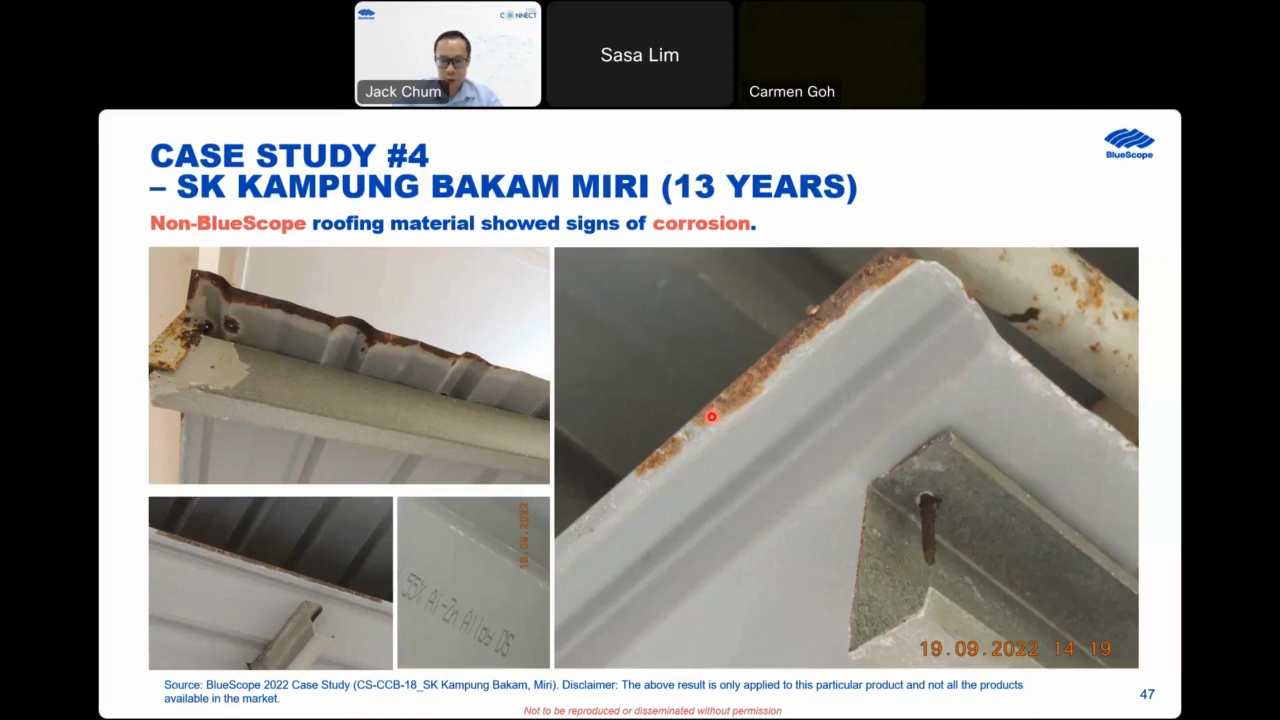 BlueScope
CONNECT
Jack Chum
Sasa Lim
Carmen Goh
BlueScope
CASE STUDY #4
– SK KAMPUNG BAKAM MIRI (13 YEARS)
Non-BlueScope roofing material showed signs of corrosion.
55% Al-Zn Alloy DS
19.09.2022
19.09.2022 14 19
Source: BlueScope 2022 Case Study (CS-CCB-18_SK Kampung Bakam, Miri). Disclaimer: The above result is only applied to this particular product and not all the products
available in the market.
47
Not to be reproduced or disseminated without permission